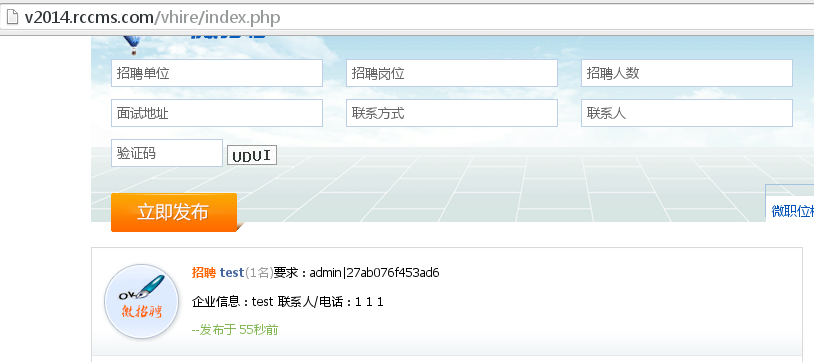 v2014.rccms.com/vhire/index.php
招聘单位 招聘岗位 招聘人数
面试地址 联系方式 联系人
验证码 UDUI
立即发布
微职位
招聘 test(1名)要求：admin|27ab076f453ad6
OK
微招聘
企业信息：test 联系人/电话：1 1 1
--发布于 55秒前